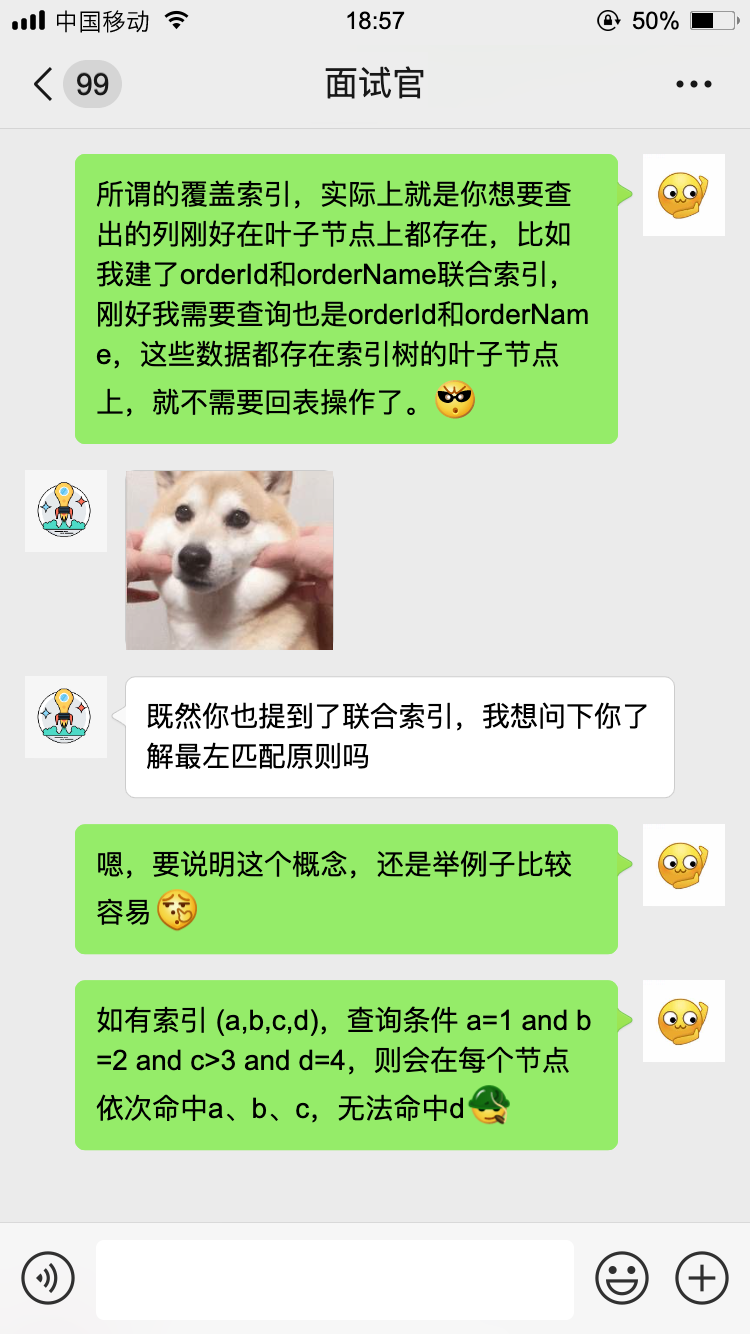 中国移动
18:57
50%
99
面试官
所谓的覆盖索引，实际上就是你想要查
出的列刚好在叶子节点上都存在，比如
我建了orderId和orderName联合索引，
刚好我需要查询也是orderId和orderNam
e，这些数据都存在索引树的叶子节点
上，就不需要回表操作了。
既然你也提到了联合索引，我想问下你了
解最左匹配原则吗
嗯，要说明这个概念，还是举例子比较
容易
如有索引 (a,b,c,d)，查询条件 a=1 and b
=2 and c>3 and d=4，则会在每个节点
依次命中a、b、c，无法命中d